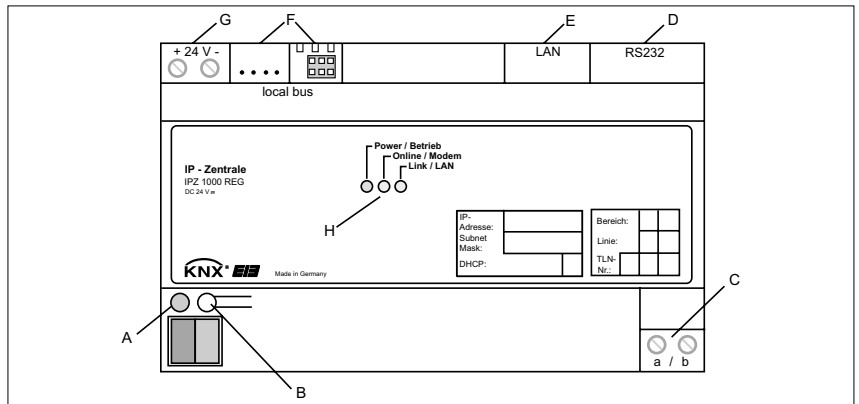 G F E D
+ 24 V -
LAN
RS232
local bus
Power / Betrieb
Online / Modem
Link / LAN
IP - Zentrale
IPZ 1000 REG
DC 24 V ⎓
H
IP-
Adresse:
Subnet
Mask:
DHCP:
Bereich:
Linie:
TLN-
Nr.:
KNX® EIB
Made in Germany
A
B
C
a / b